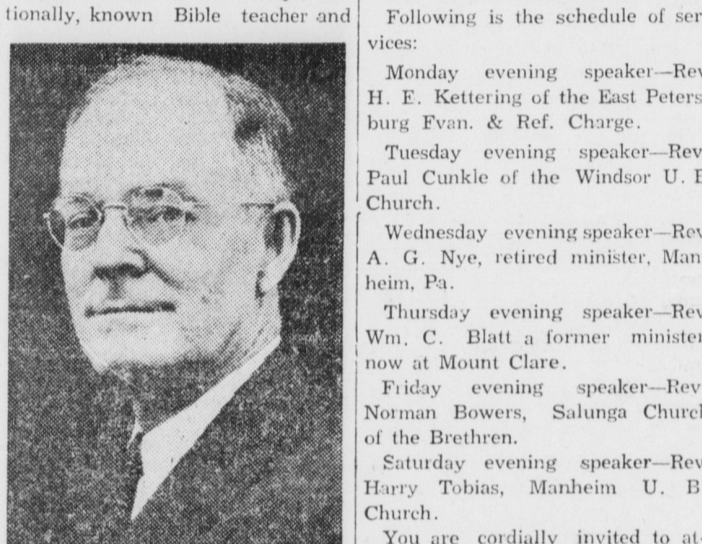 tionally, known Bible teacher and
Following is the schedule of ser
vices:
Monday evening speaker—Rev
H. E. Kettering of the East Peters
burg Fvan. & Ref. Charge.
Tuesday evening speaker—Rev
Paul Cunkle of the Windsor U. B
Church.
Wednesday evening speaker—Rev
A. G. Nye, retired minister, Man
heim, Pa.
Thursday evening speaker—Rev
Wm. C. Blatt a former minister
now at Mount Clare.
Friday evening speaker—Rev
Norman Bowers, Salunga Church
of the Brethren.
Saturday evening speaker—Rev
Harry Tobias, Manheim U. B
Church.
You are cordially invited to at-